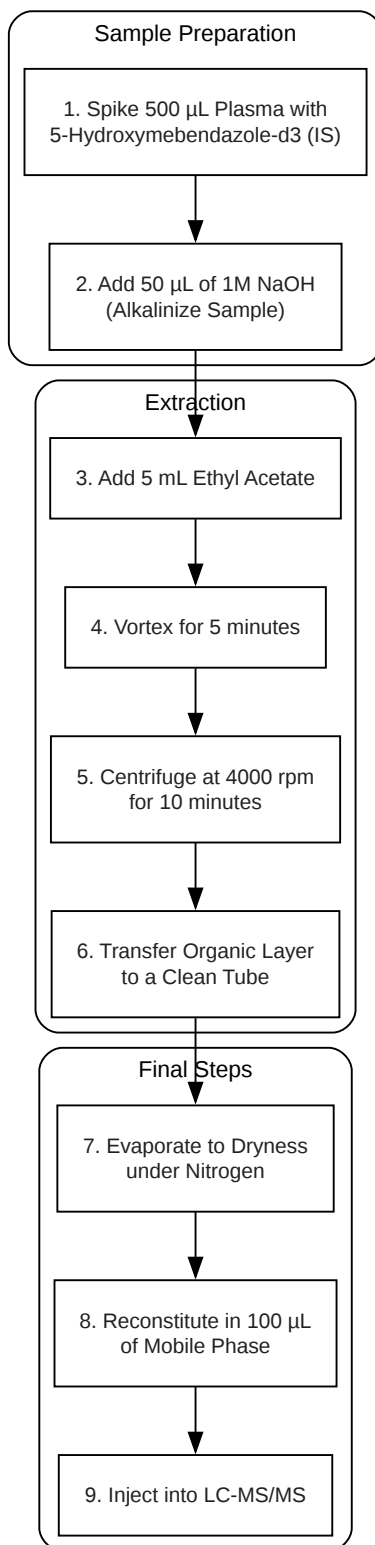 Sample Preparation
1. Spike 500 µL Plasma with
5-Hydroxymebendazole-d3 (IS)
2. Add 50 µL of 1M NaOH
(Alkalinize Sample)
Extraction
3. Add 5 mL Ethyl Acetate
4. Vortex for 5 minutes
5. Centrifuge at 4000 rpm
for 10 minutes
6. Transfer Organic Layer
to a Clean Tube
Final Steps
7. Evaporate to Dryness
under Nitrogen
8. Reconstitute in 100 µL
of Mobile Phase
9. Inject into LC-MS/MS